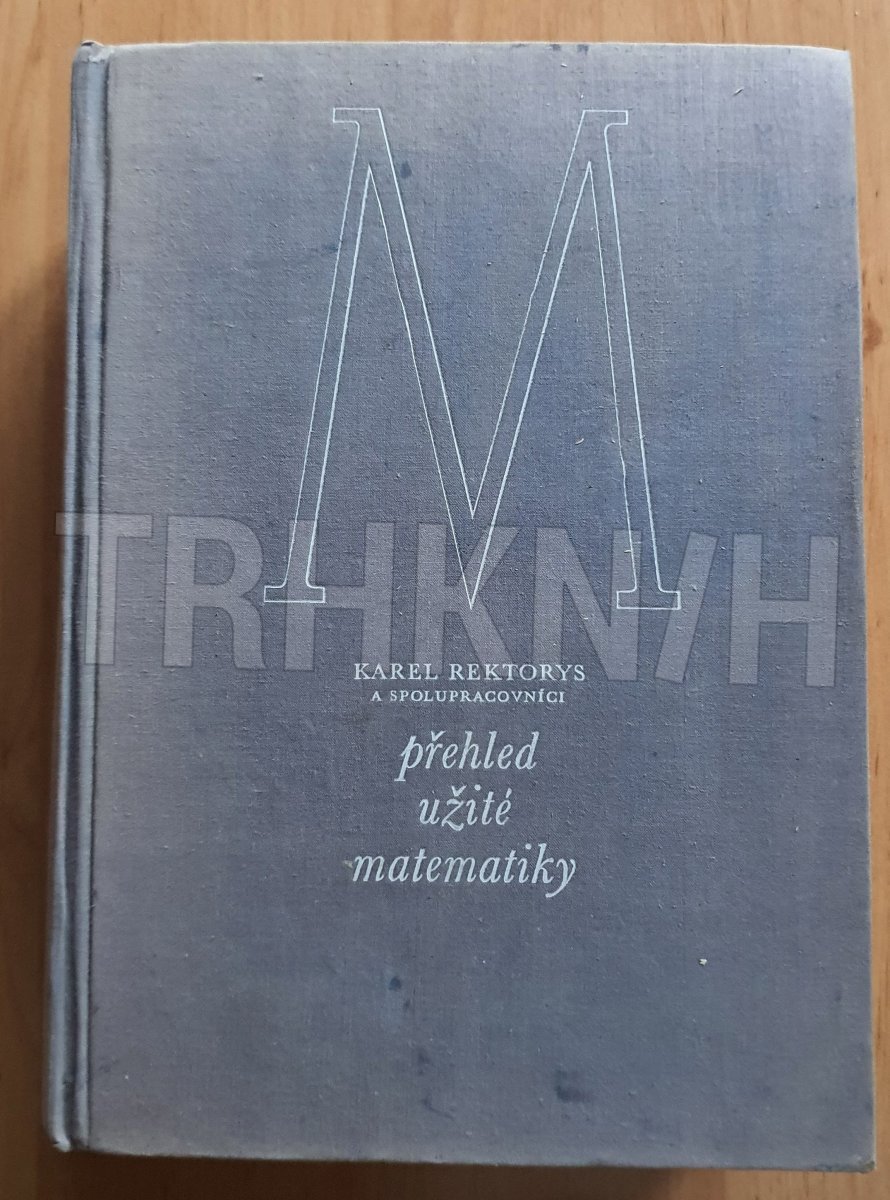 M
TRHKNIH
KAREL REKTORYS
A SPOLUPRACOVNÍCI
přehled
užité
matematiky